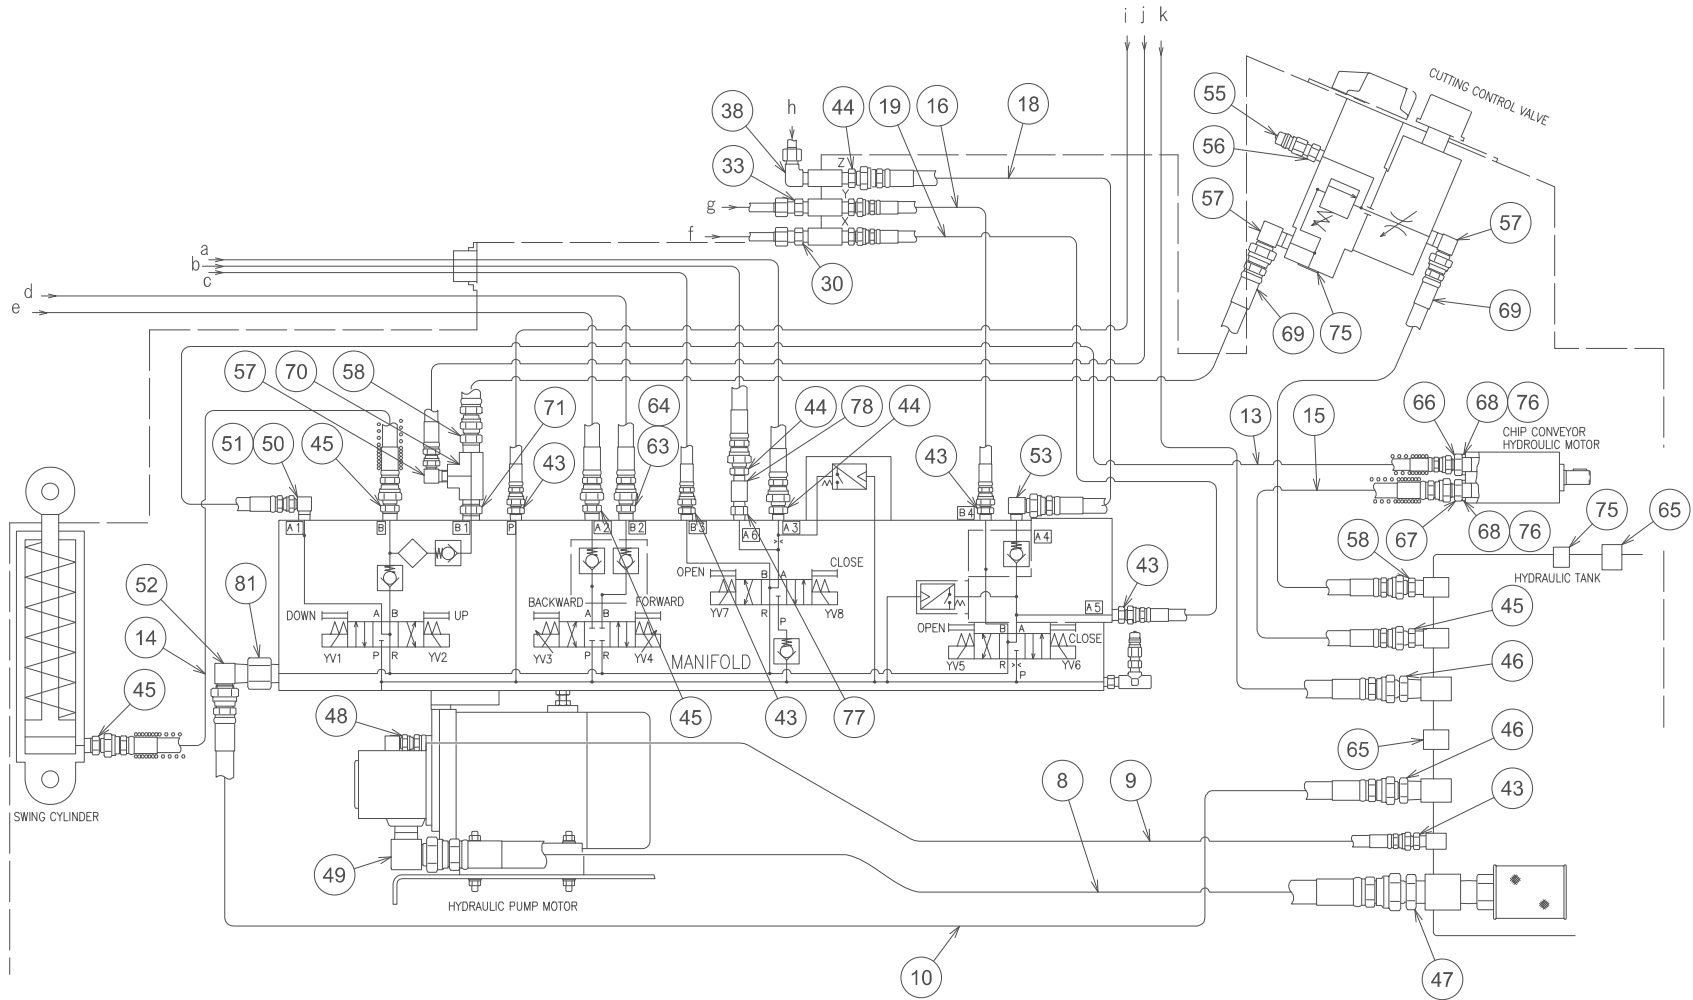 i j k
CUTTING CONTROL VALVE
55
56
57
57
69
69
75
38
h
44
19
16
18
33
Z
g
Y
X
f
30
a
b
c
d
e
57
70
58
71
64
63
44
78
44
51
50
45
43
43
53
13
15
66
68
76
CHIP CONVEYOR
HYDROULIC MOTOR
67
68
76
75
65
HYDRAULIC TANK
58
A1
B
B1
P
A2
B2
B3
A6
A3
B4
A4
A5
43
45
52
81
14
45
DOWN
A B
UP
YV1
P R
YV2
BACKWARD
FORWARD
A B
YV3
P R
YV4
OPEN
B A
CLOSE
YV7
R
P
YV8
OPEN
B A
CLOSE
YV5
R
P
YV6
MANIFOLD
46
48
45
43
77
65
46
8
9
43
SWING CYLINDER
49
HYDRAULIC PUMP MOTOR
10
47